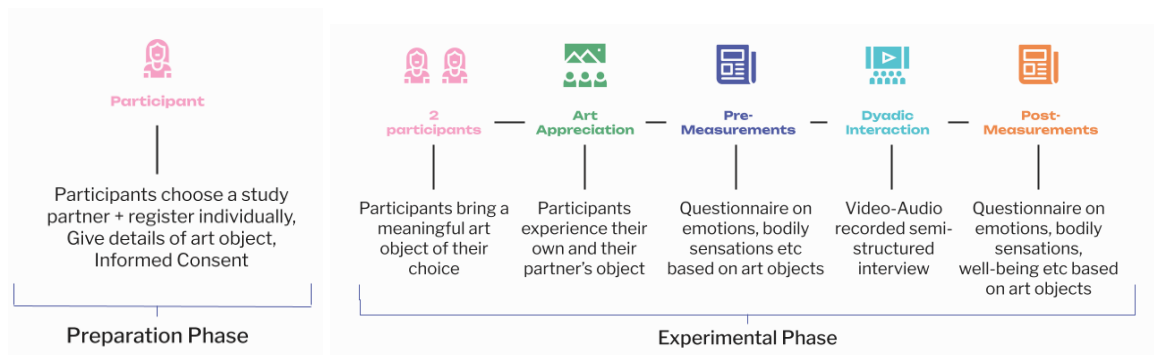 Participant
Participants choose a study
partner + register individually,
Give details of art object,
Informed Consent
Preparation Phase
2
participants
Participants bring a
meaningful art
object of their
choice
Art
Appreciation
Participants
experience their
own and their
partner's object
Pre-
Measurements
Questionnaire on
emotions, bodily
sensations etc
based on art objects
Dyadic
Interaction
Video-Audio
recorded semi-
structured
interview
Post-
Measurements
Questionnaire on
emotions, bodily
sensations,
well-being etc based
on art objects
Experimental Phase